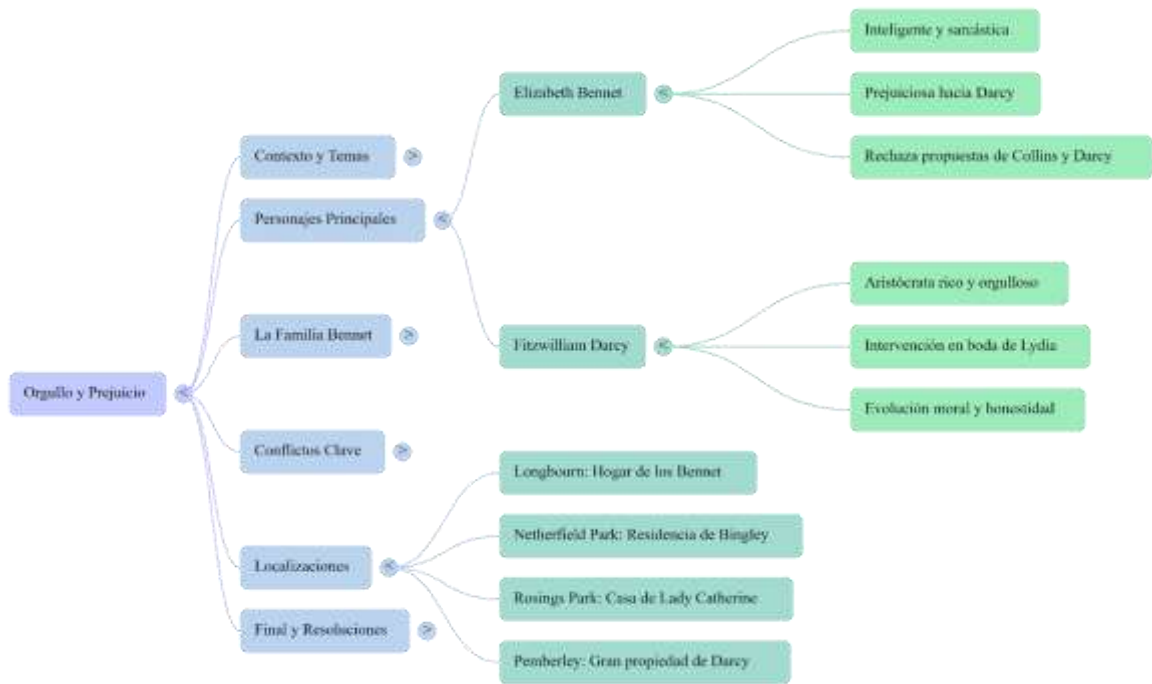 Orgullo y Prejuicio
Contexto y Temas
Personajes Principales
Elizabeth Bennet
Inteligente y sarcástica
Prejuiciosa hacia Darcy
Rechaza propuestas de Collins y Darcy
Fitzwilliam Darcy
Aristócrata rico y orgulloso
Intervención en boda de Lydia
Evolución moral y honestidad
La Familia Bennet
Conflictos Clave
Localizaciones
Longbourn: Hogar de los Bennet
Netherfield Park: Residencia de Bingley
Rosings Park: Casa de Lady Catherine
Pemberley: Gran propiedad de Darcy
Final y Resoluciones